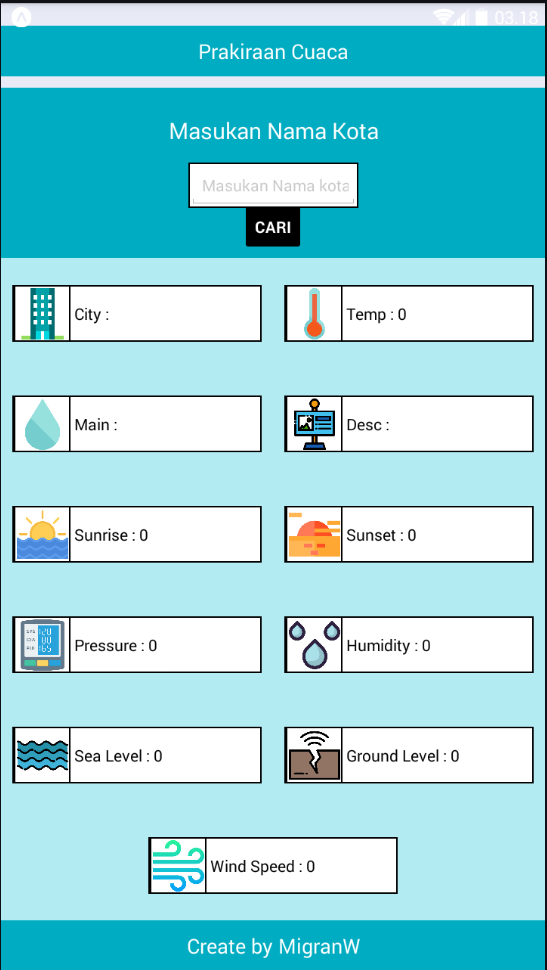 03.18
Prakiraan Cuaca
Masukan Nama Kota
Masukan Nama kota
CARI
City :
Temp : 0
Main :
Desc :
Sunrise : 0
Sunset : 0
Pressure : 0
Humidity : 0
Sea Level : 0
Ground Level : 0
Wind Speed : 0
Create by MigranW